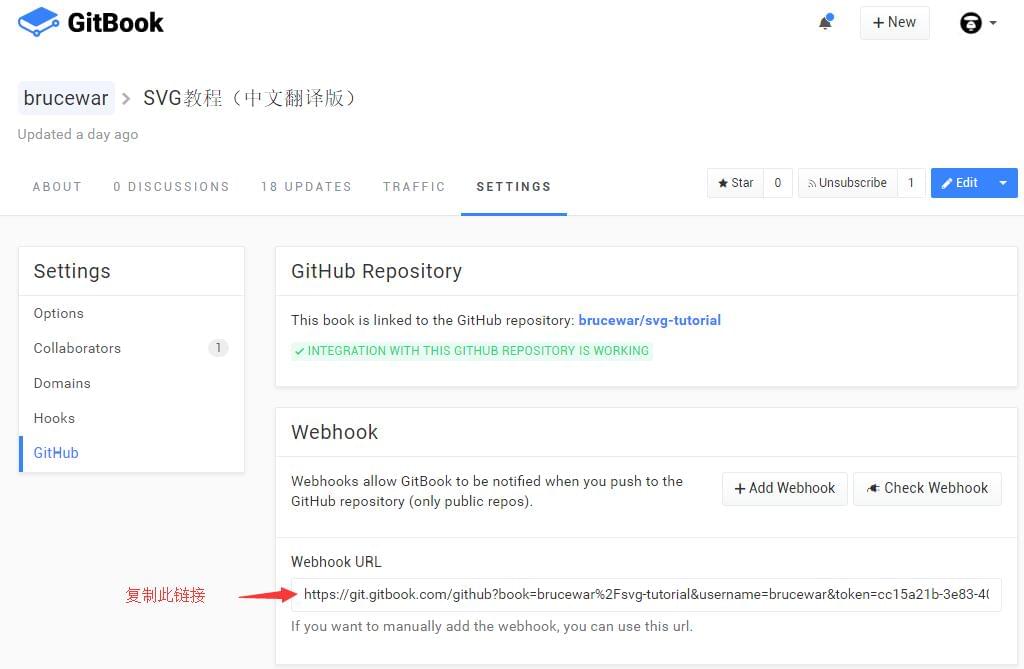 GitBook
+ New
brucewar > SVG教程（中文翻译版）
Updated a day ago
ABOUT 0 DISCUSSIONS 18 UPDATES TRAFFIC SETTINGS
Star 0 Unsubscribe 1 Edit
Settings
Options
Collaborators 1
Domains
Hooks
GitHub
GitHub Repository
This book is linked to the GitHub repository: brucewar/svg-tutorial
INTEGRATION WITH THIS GITHUB REPOSITORY IS WORKING
Webhook
Webhooks allow GitBook to be notified when you push to the
GitHub repository (only public repos).
+ Add Webhook Check Webhook
Webhook URL
复制此链接
https://git.gitbook.com/github?book=brucewar%2Fsvg-tutorial&username=brucewar&token=cc15a21b-3e83-40
If you want to manually add the webhook, you can use this url.